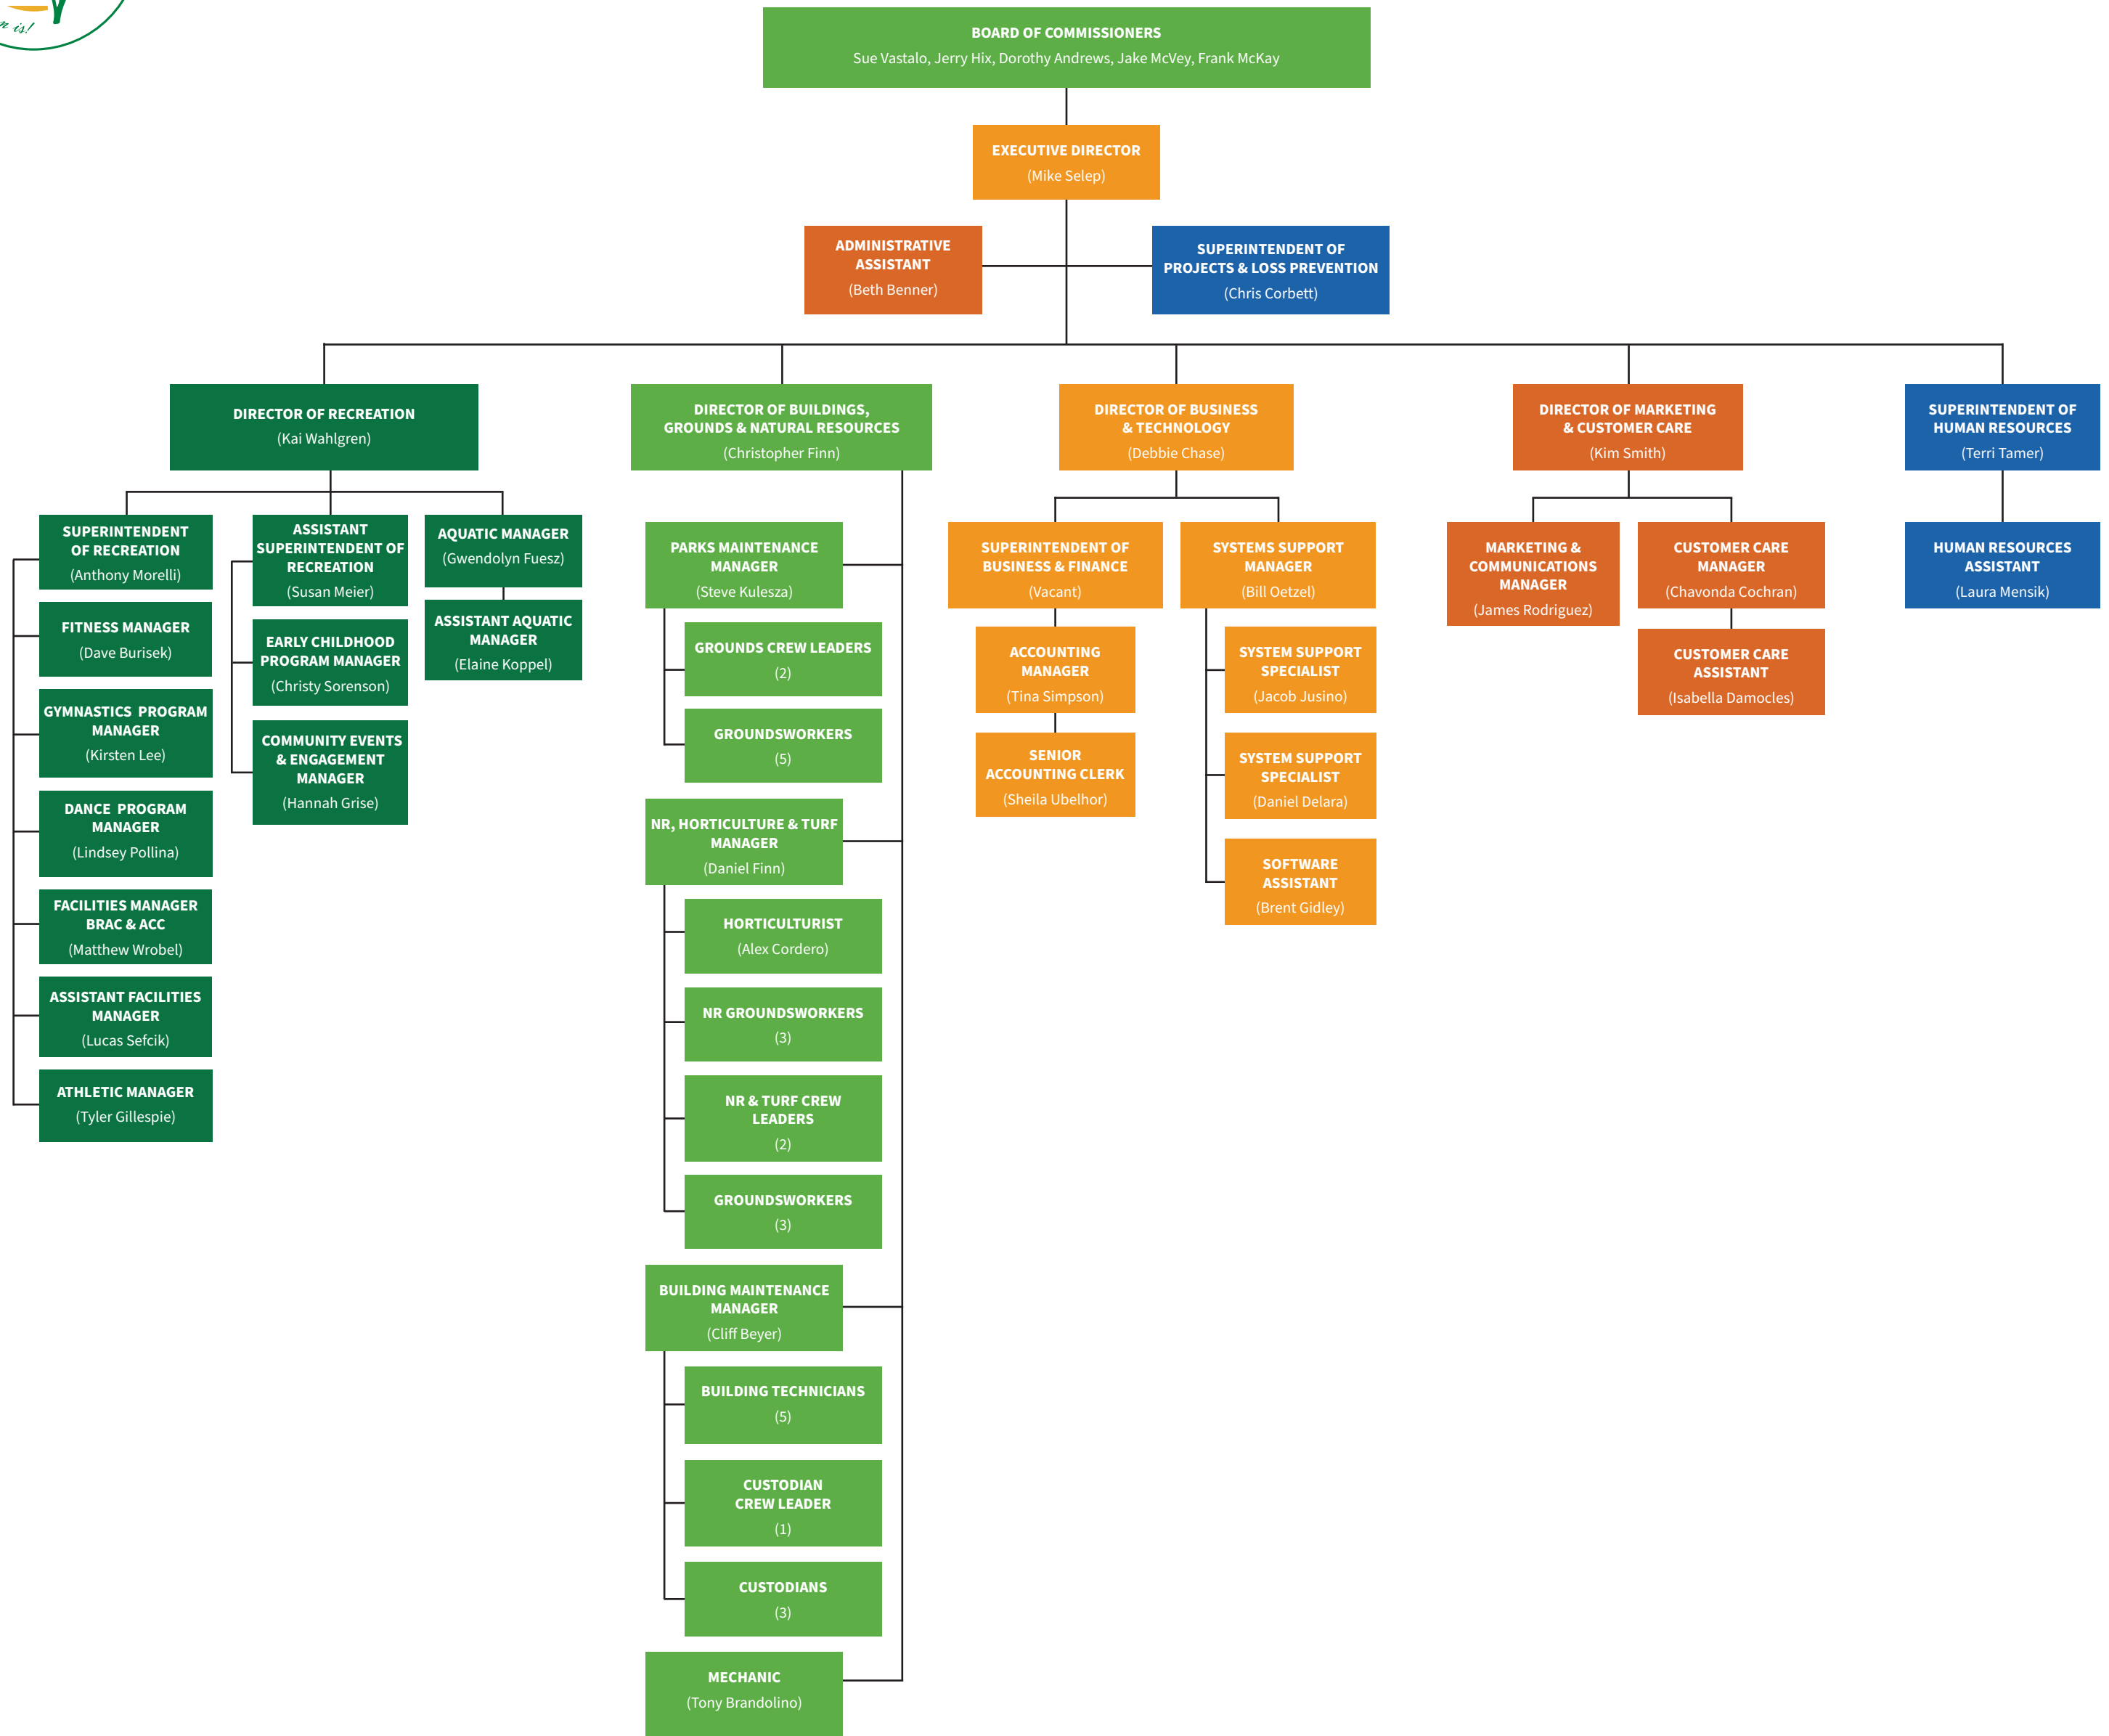 is!
BOARD OF COMMISSIONERS
Sue Vastalo, Jerry Hix, Dorothy Andrews, Jake McVey, Frank McKay
EXECUTIVE DIRECTOR
(Mike Selep)
ADMINISTRATIVE
ASSISTANT
(Beth Benner)
SUPERINTENDENT OF
PROJECTS & LOSS PREVENTION
(Chris Corbett)
DIRECTOR OF RECREATION
(Kai Wahlgren)
SUPERINTENDENT
OF RECREATION
(Anthony Morelli)
FITNESS MANAGER
(Dave Burisek)
GYMNASTICS PROGRAM
MANAGER
(Kirsten Lee)
DANCE PROGRAM
MANAGER
(Lindsey Pollina)
FACILITIES MANAGER
BRAC & ACC
(Matthew Wrobel)
ASSISTANT FACILITIES
MANAGER
(Lucas Sefcik)
ATHLETIC MANAGER
(Tyler Gillespie)
ASSISTANT
SUPERINTENDENT OF
RECREATION
(Susan Meier)
EARLY CHILDHOOD
PROGRAM MANAGER
(Christy Sorenson)
COMMUNITY EVENTS
& ENGAGEMENT
MANAGER
(Hannah Grise)
AQUATIC MANAGER
(Gwendolyn Fuesz)
ASSISTANT AQUATIC
MANAGER
(Elaine Koppel)
DIRECTOR OF BUILDINGS,
GROUNDS & NATURAL RESOURCES
(Christopher Finn)
PARKS MAINTENANCE
MANAGER
(Steve Kulesza)
GROUNDS CREW LEADERS
(2)
GROUNDSWORKERS
(5)
NR, HORTICULTURE & TURF
MANAGER
(Daniel Finn)
HORTICULTURIST
(Alex Cordero)
NR GROUNDSWORKERS
(3)
NR & TURF CREW
LEADERS
(2)
GROUNDSWORKERS
(3)
BUILDING MAINTENANCE
MANAGER
(Cliff Beyer)
BUILDING TECHNICIANS
(5)
CUSTODIAN
CREW LEADER
(1)
CUSTODIANS
(3)
MECHANIC
(Tony Brandolino)
DIRECTOR OF BUSINESS
& TECHNOLOGY
(Debbie Chase)
SUPERINTENDENT OF
BUSINESS & FINANCE
(Vacant)
ACCOUNTING
MANAGER
(Tina Simpson)
SENIOR
ACCOUNTING CLERK
(Sheila Ubelhor)
SYSTEMS SUPPORT
MANAGER
(Bill Oetzel)
SYSTEM SUPPORT
SPECIALIST
(Jacob Jusino)
SYSTEM SUPPORT
SPECIALIST
(Daniel Delara)
SOFTWARE
ASSISTANT
(Brent Gidley)
DIRECTOR OF MARKETING
& CUSTOMER CARE
(Kim Smith)
MARKETING &
COMMUNICATIONS
MANAGER
(James Rodriguez)
CUSTOMER CARE
MANAGER
(Chavonda Cochran)
CUSTOMER CARE
ASSISTANT
(Isabella Damocles)
SUPERINTENDENT OF
HUMAN RESOURCES
(Terri Tamer)
HUMAN RESOURCES
ASSISTANT
(Laura Mensik)